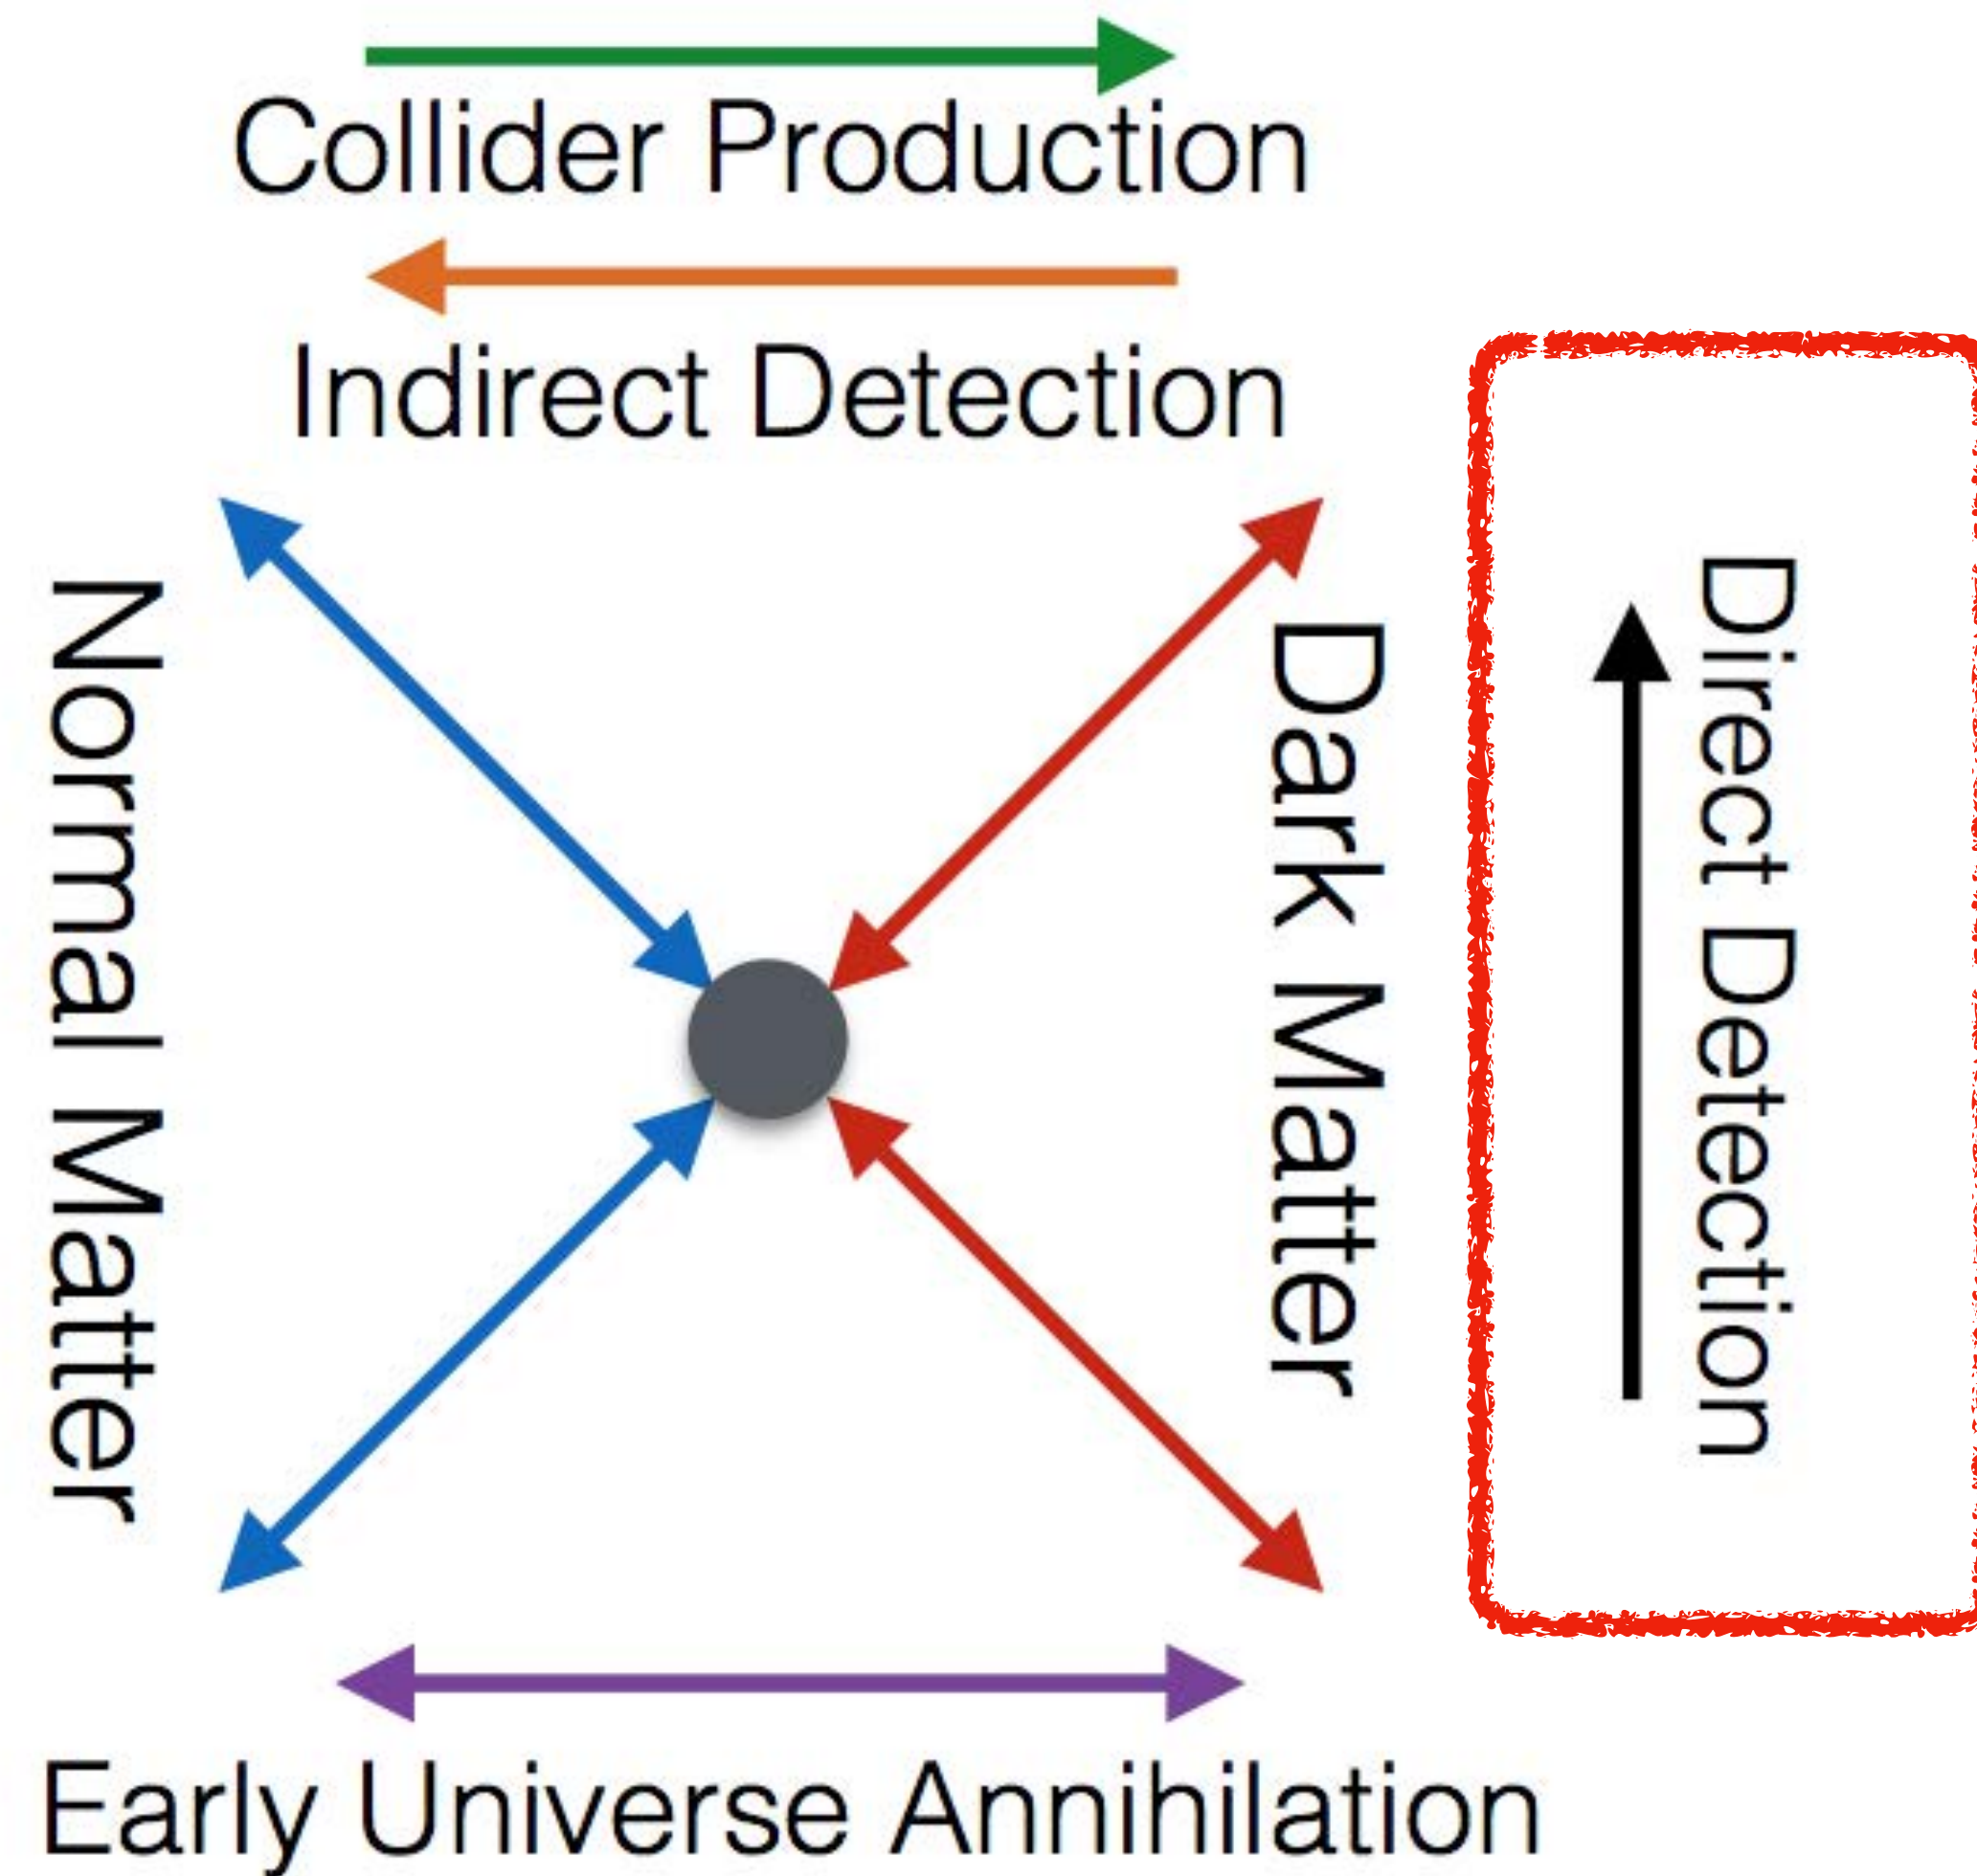 Collider Production
Indirect Detection
Normal Matter
Dark Matter
Direct Detection
Early Universe Annihilation